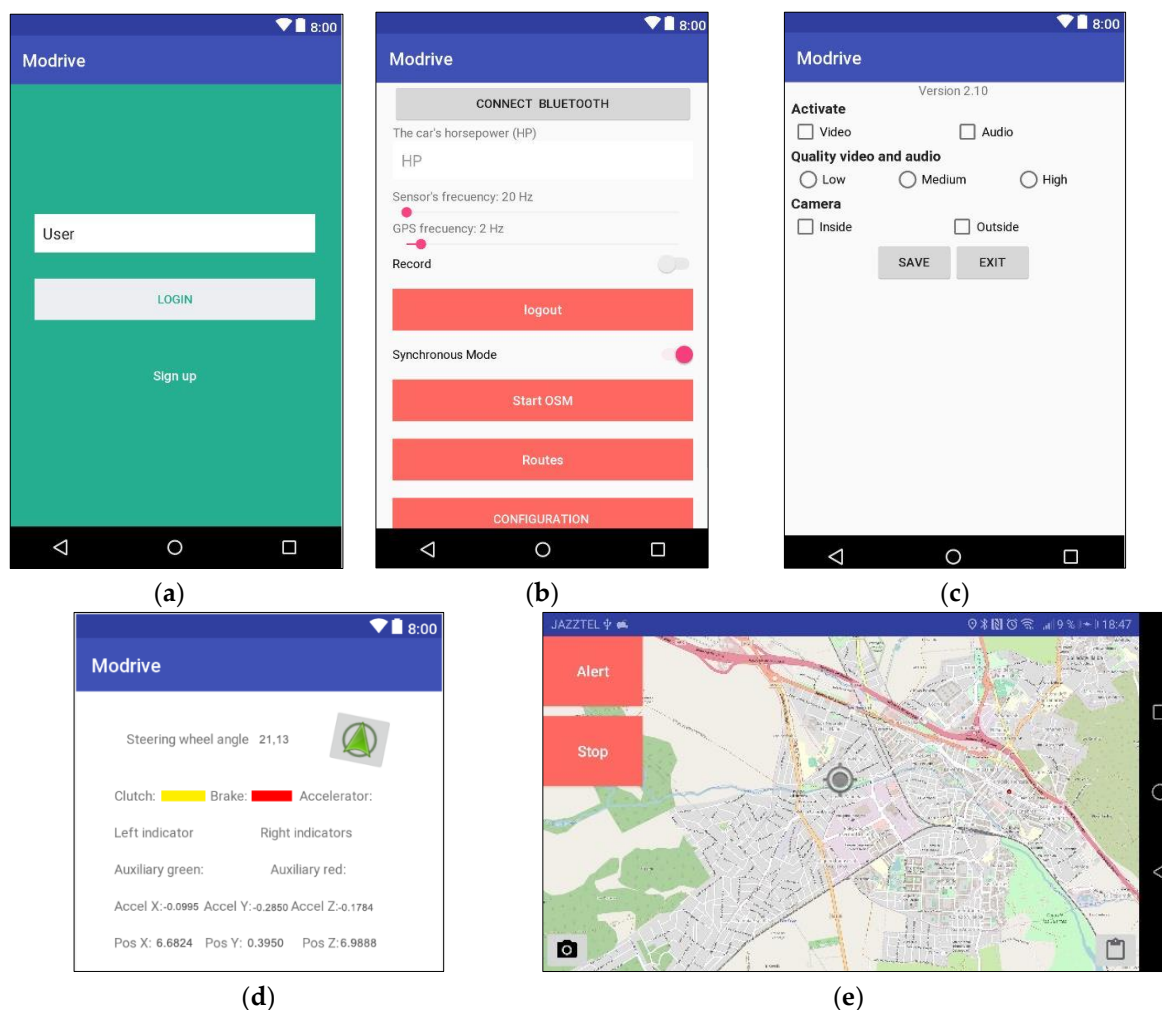 8:00
Modrive
User
LOGIN
Sign up
(a)
8:00
Modrive
CONNECT BLUETOOTH
The car's horsepower (HP)
HP
Sensor's frecuency: 20 Hz
GPS frecuency: 2 Hz
Record
logout
Synchronous Mode
Start OSM
Routes
CONFIGURATION
(b)
8:00
Modrive
Version 2.10
Activate
Video Audio
Quality video and audio
Low Medium High
Camera
Inside Outside
SAVE EXIT
(c)
8:00
Modrive
Steering wheel angle 21,13
Clutch: Brake: Accelerator:
Left indicator Right indicators
Auxiliary green: Auxiliary red:
Accel X:-0.0995 Accel Y:-0.2850 Accel Z:-0.1784
Pos X: 6.6824 Pos Y: 0.3950 Pos Z:6.9888
(d)
JAZZTEL 9 % 18:47
Alert
Stop
(e)